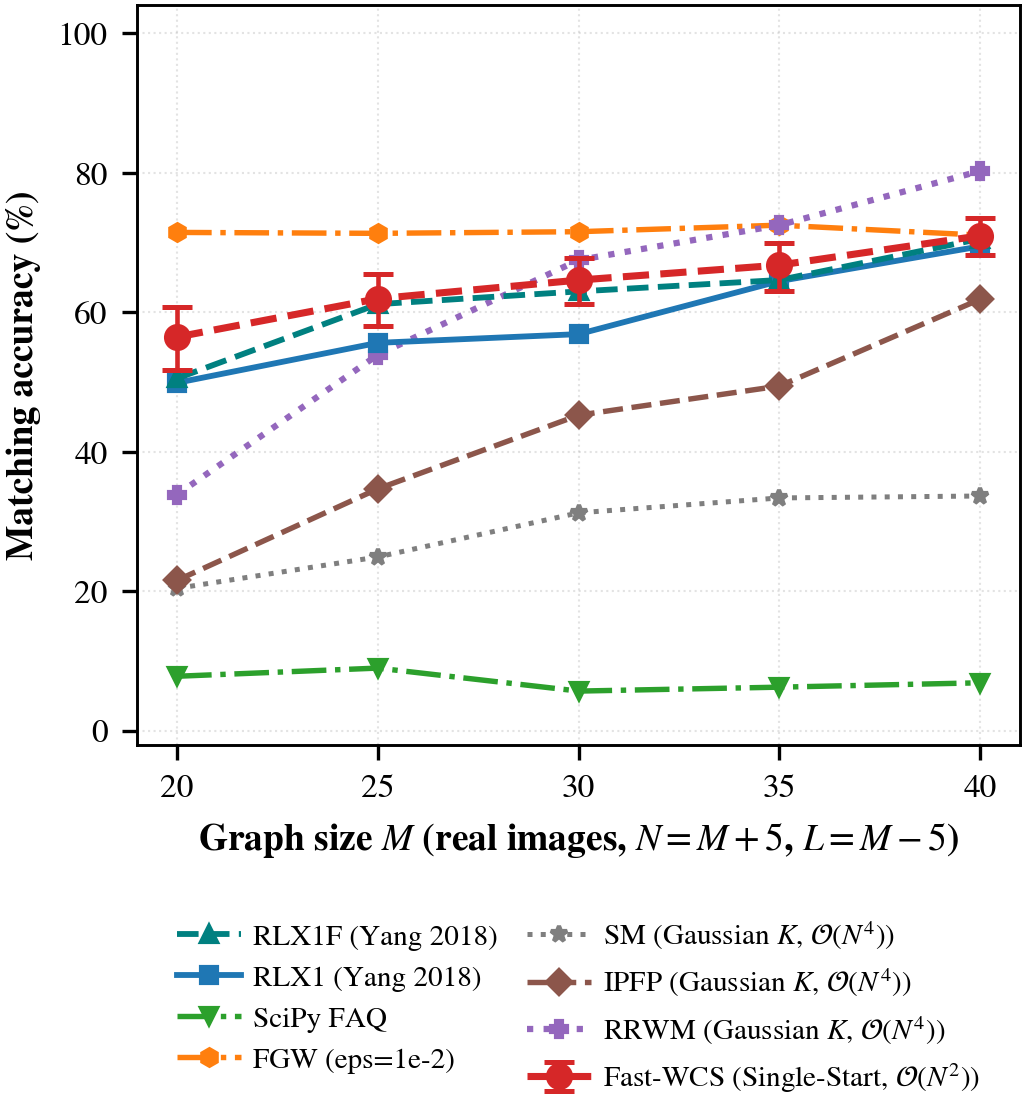 100
80
60
40
20
0
Matching accuracy (%)
20 25 30 35 40
Graph size M (real images, N=M+5, L=M−5)
RLX1F (Yang 2018)
RLX1 (Yang 2018)
SciPy FAQ
FGW (eps=1e-2)
SM (Gaussian K, 𝒪(N⁴))
IPFP (Gaussian K, 𝒪(N⁴))
RRWM (Gaussian K, 𝒪(N⁴))
Fast-WCS (Single-Start, 𝒪(N²))